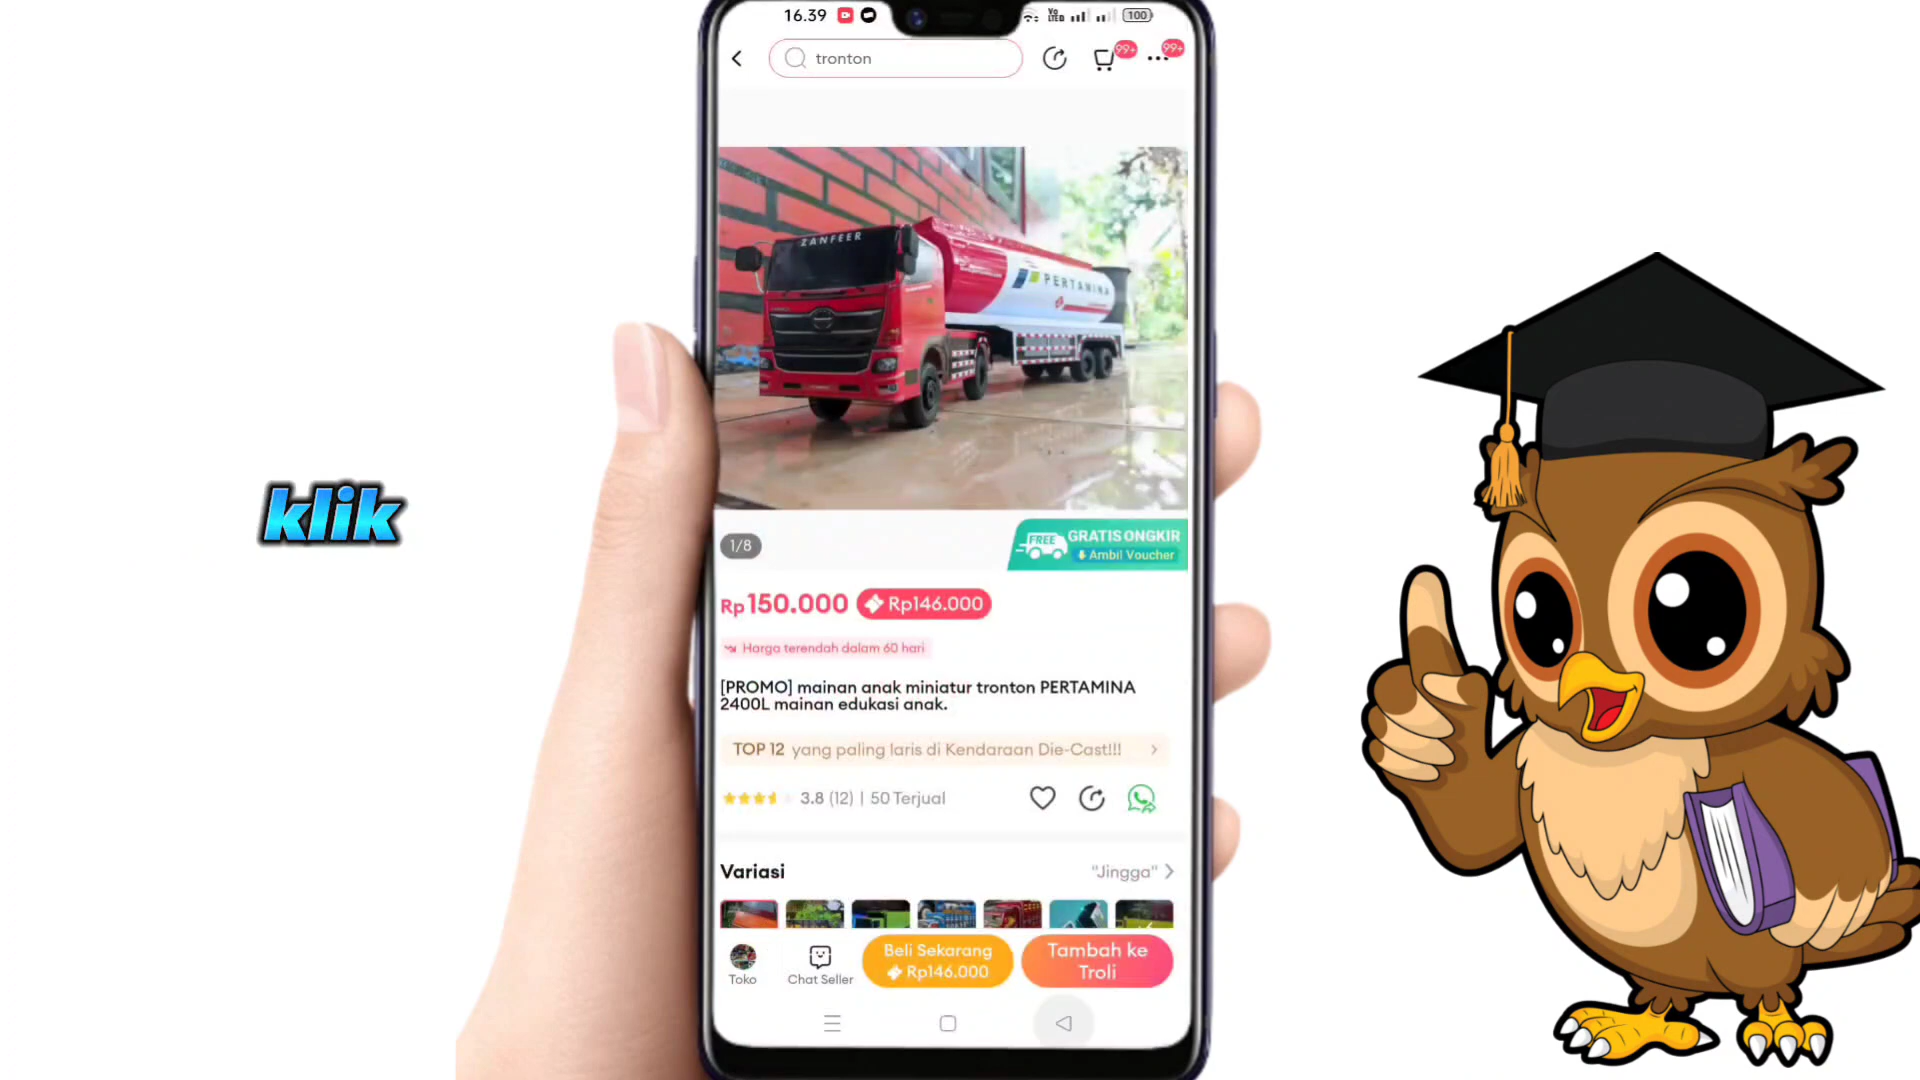 16.39
Vo
LTE
100
tronton
99+
99+
ZANFEER
PERTAMINA
klik
1/8
FREE
GRATIS ONGKIR
Ambil Voucher
Rp150.000
Rp146.000
Harga terendah dalam 60 hari
[PROMO] mainan anak miniatur tronton PERTAMINA
2400L mainan edukasi anak.
TOP 12 yang paling laris di Kendaraan Die-Cast!!!
3.8 (12) | 50 Terjual
Variasi
"Jingga"
Toko
Chat Seller
Beli Sekarang
Rp146.000
Tambah ke
Troli